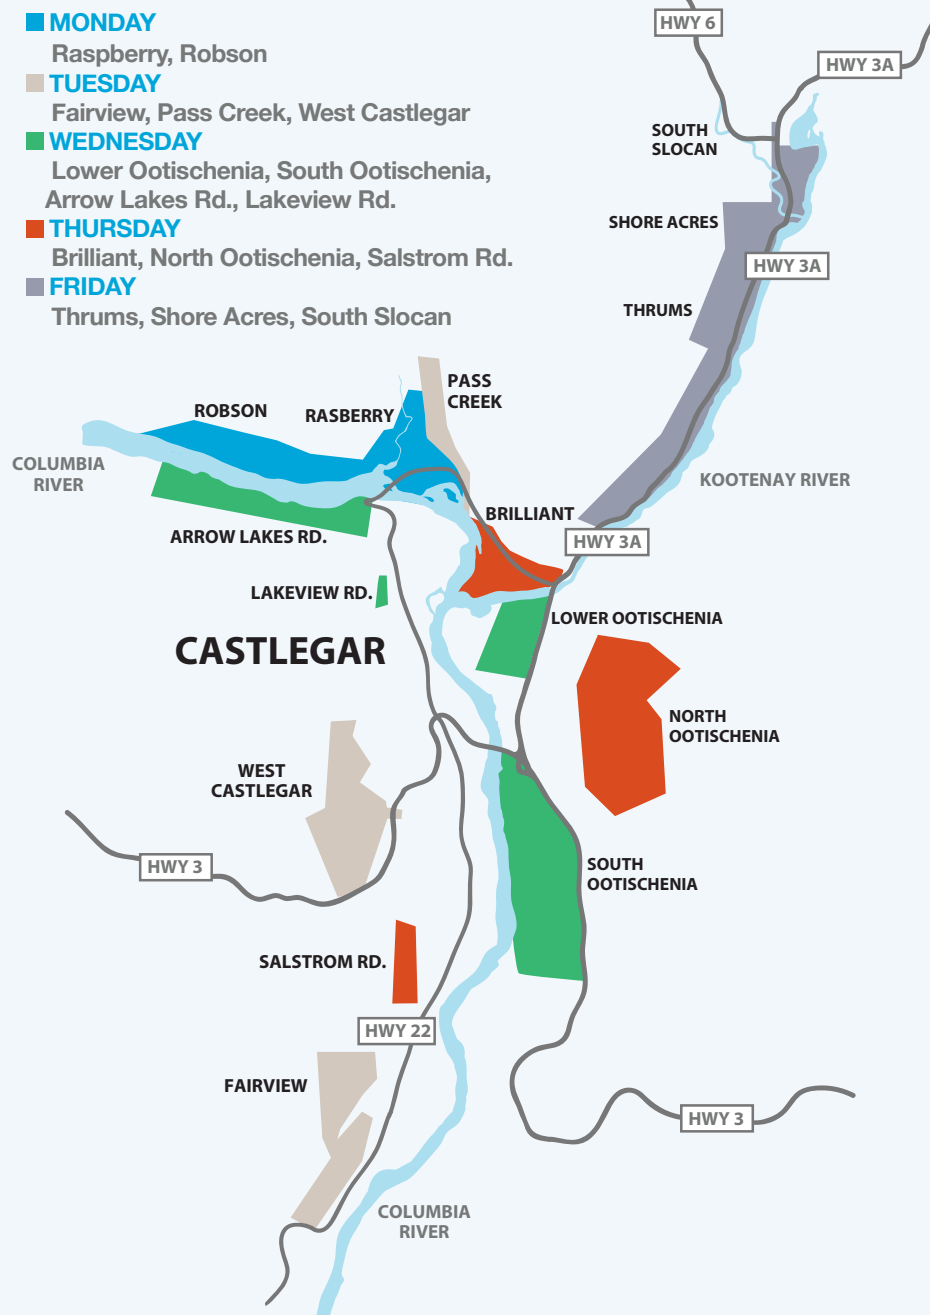 MONDAY
Raspberry, Robson
TUESDAY
Fairview, Pass Creek, West Castlegar
WEDNESDAY
Lower Ootischenia, South Ootischenia,
Arrow Lakes Rd., Lakeview Rd.
THURSDAY
Brilliant, North Ootischenia, Salstrom Rd.
FRIDAY
Thrums, Shore Acres, South Slocan
HWY 6
HWY 3A
SOUTH
SLOCAN
SHORE ACRES
HWY 3A
THRUMS
PASS
CREEK
ROBSON
RASBERRY
COLUMBIA
RIVER
KOOTENAY RIVER
BRILLIANT
ARROW LAKES RD.
HWY 3A
LAKEVIEW RD.
LOWER OOTISCHENIA
CASTLEGAR
NORTH
OOTISCHENIA
WEST
CASTLEGAR
HWY 3
SOUTH
OOTISCHENIA
SALSTROM RD.
HWY 22
FAIRVIEW
HWY 3
COLUMBIA
RIVER